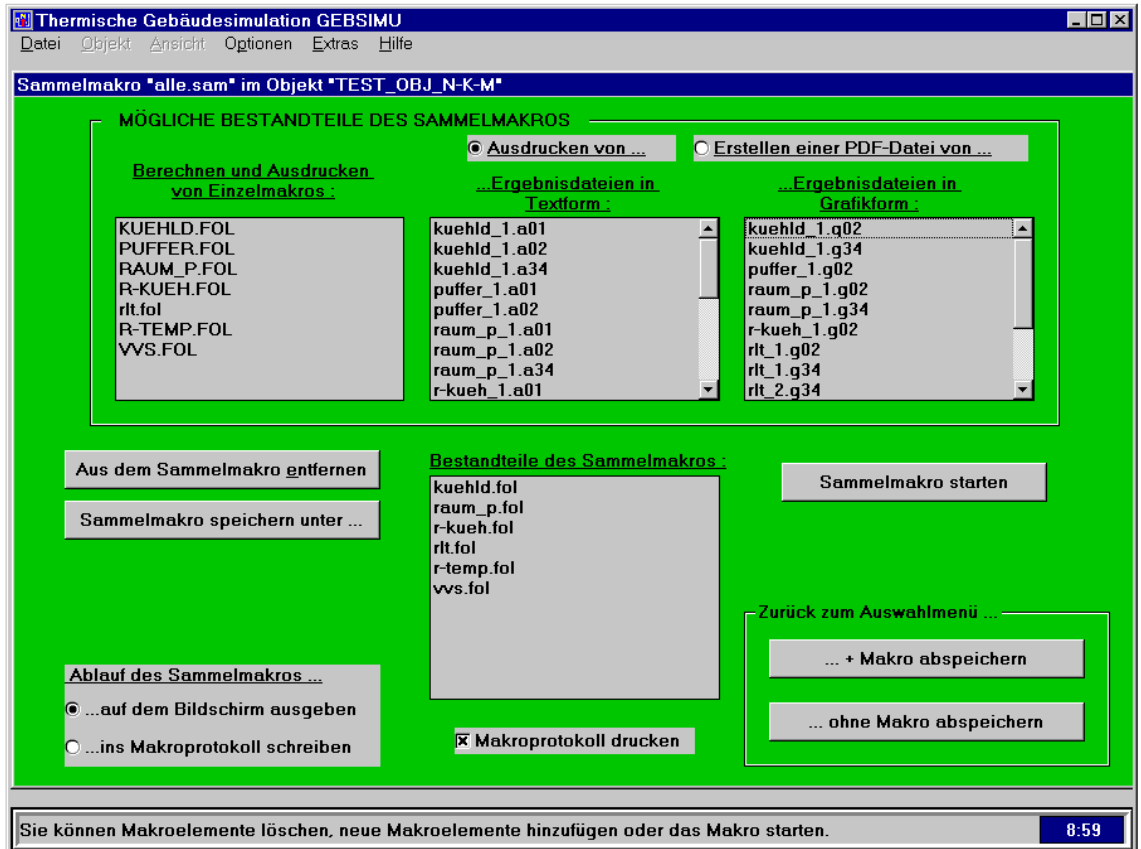 Thermische Gebäudesimulation GEBSIMU
Datei Objekt Ansicht Optionen Extras Hilfe
Sammelmakro "alle.sam" im Objekt "TEST_OBJ_N-K-M"
MÖGLICHE BESTANDTEILE DES SAMMELMAKROS
Ausdrucken von ...
Erstellen einer PDF-Datei von ...
Berechnen und Ausdrucken
von Einzelmakros :
KUEHLD.FOL
PUFFER.FOL
RAUM_P.FOL
R-KUEH.FOL
rlt.fol
R-TEMP.FOL
VVS.FOL
...Ergebnisdateien in
Textform :
kuehld_1.a01
kuehld_1.a02
kuehld_1.a34
puffer_1.a01
puffer_1.a02
raum_p_1.a01
raum_p_1.a02
raum_p_1.a34
r-kueh_1.a01
...Ergebnisdateien in
Grafikform :
kuehld_1.g02
kuehld_1.g34
puffer_1.g02
raum_p_1.g02
raum_p_1.g34
r-kueh_1.g02
rlt_1.g02
rlt_1.g34
rlt_2.g34
Aus dem Sammelmakro entfernen
Sammelmakro speichern unter ...
Bestandteile des Sammelmakros :
kuehld.fol
raum_p.fol
r-kueh.fol
rlt.fol
r-temp.fol
vvs.fol
Sammelmakro starten
Zurück zum Auswahlmenü ...
... + Makro abspeichern
... ohne Makro abspeichern
Ablauf des Sammelmakros ...
...auf dem Bildschirm ausgeben
...ins Makroprotokoll schreiben
Makroprotokoll drucken
Sie können Makroelemente löschen, neue Makroelemente hinzufügen oder das Makro starten.
8:59